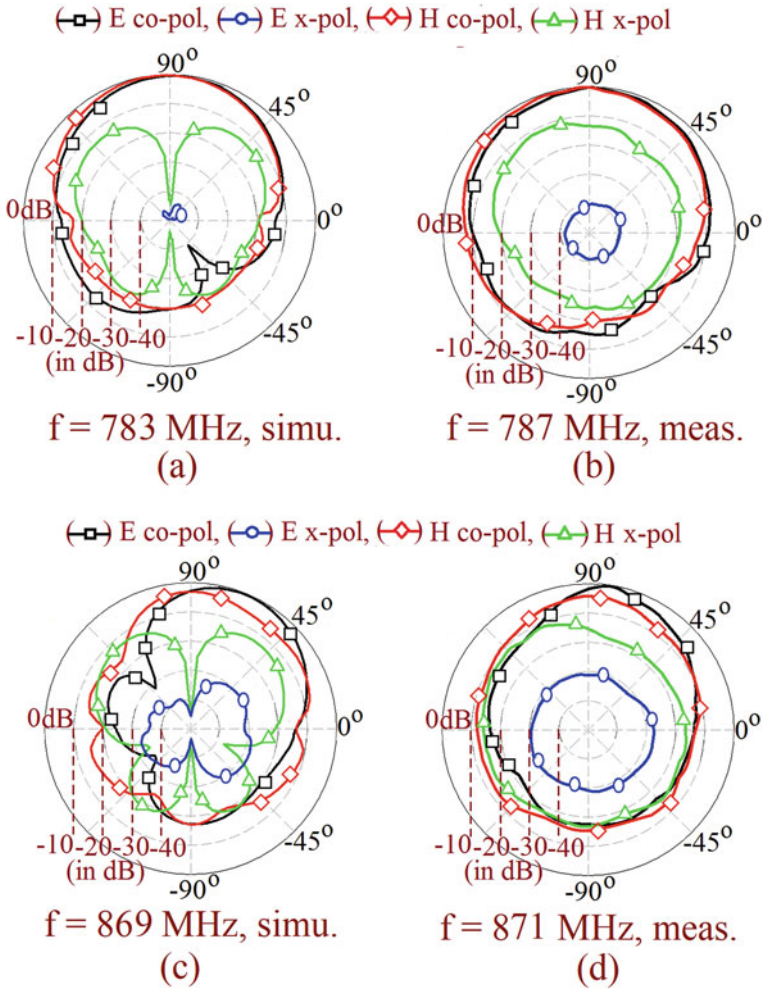 (-□-) E co-pol, (-○-) E x-pol, (-◇-) H co-pol, (-△-) H x-pol
90°
90°
45°
45°
0dB
0°
0dB
0°
-10-20-30-40
-45°
-10-20-30-40
-45°
(in dB)
-90°
(in dB)
-90°
f = 783 MHz, simu.
f = 787 MHz, meas.
(a)
(b)
(-□-) E co-pol, (-○-) E x-pol, (-◇-) H co-pol, (-△-) H x-pol
90°
90°
45°
45°
0dB
0°
0dB
0°
-10-20-30-40
-45°
-10-20-30-40
-45°
(in dB)
-90°
(in dB)
-90°
f = 869 MHz, simu.
f = 871 MHz, meas.
(c)
(d)